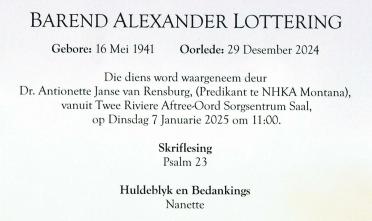 BAREND ALEXANDER LOTTERING
Gebore: 16 Mei 1941 Oorlede: 29 Desember 2024
Die diens word waargeneem deur
Dr. Antionette Janse van Rensburg, (Predikant te NHKA Montana),
vanuit Twee Riviere Aftree-Oord Sorgsentrum Saal,
op Dinsdag 7 Januarie 2025 om 11:00.
Skriflesing
Psalm 23
Huldeblyk en Bedankings
Nanette